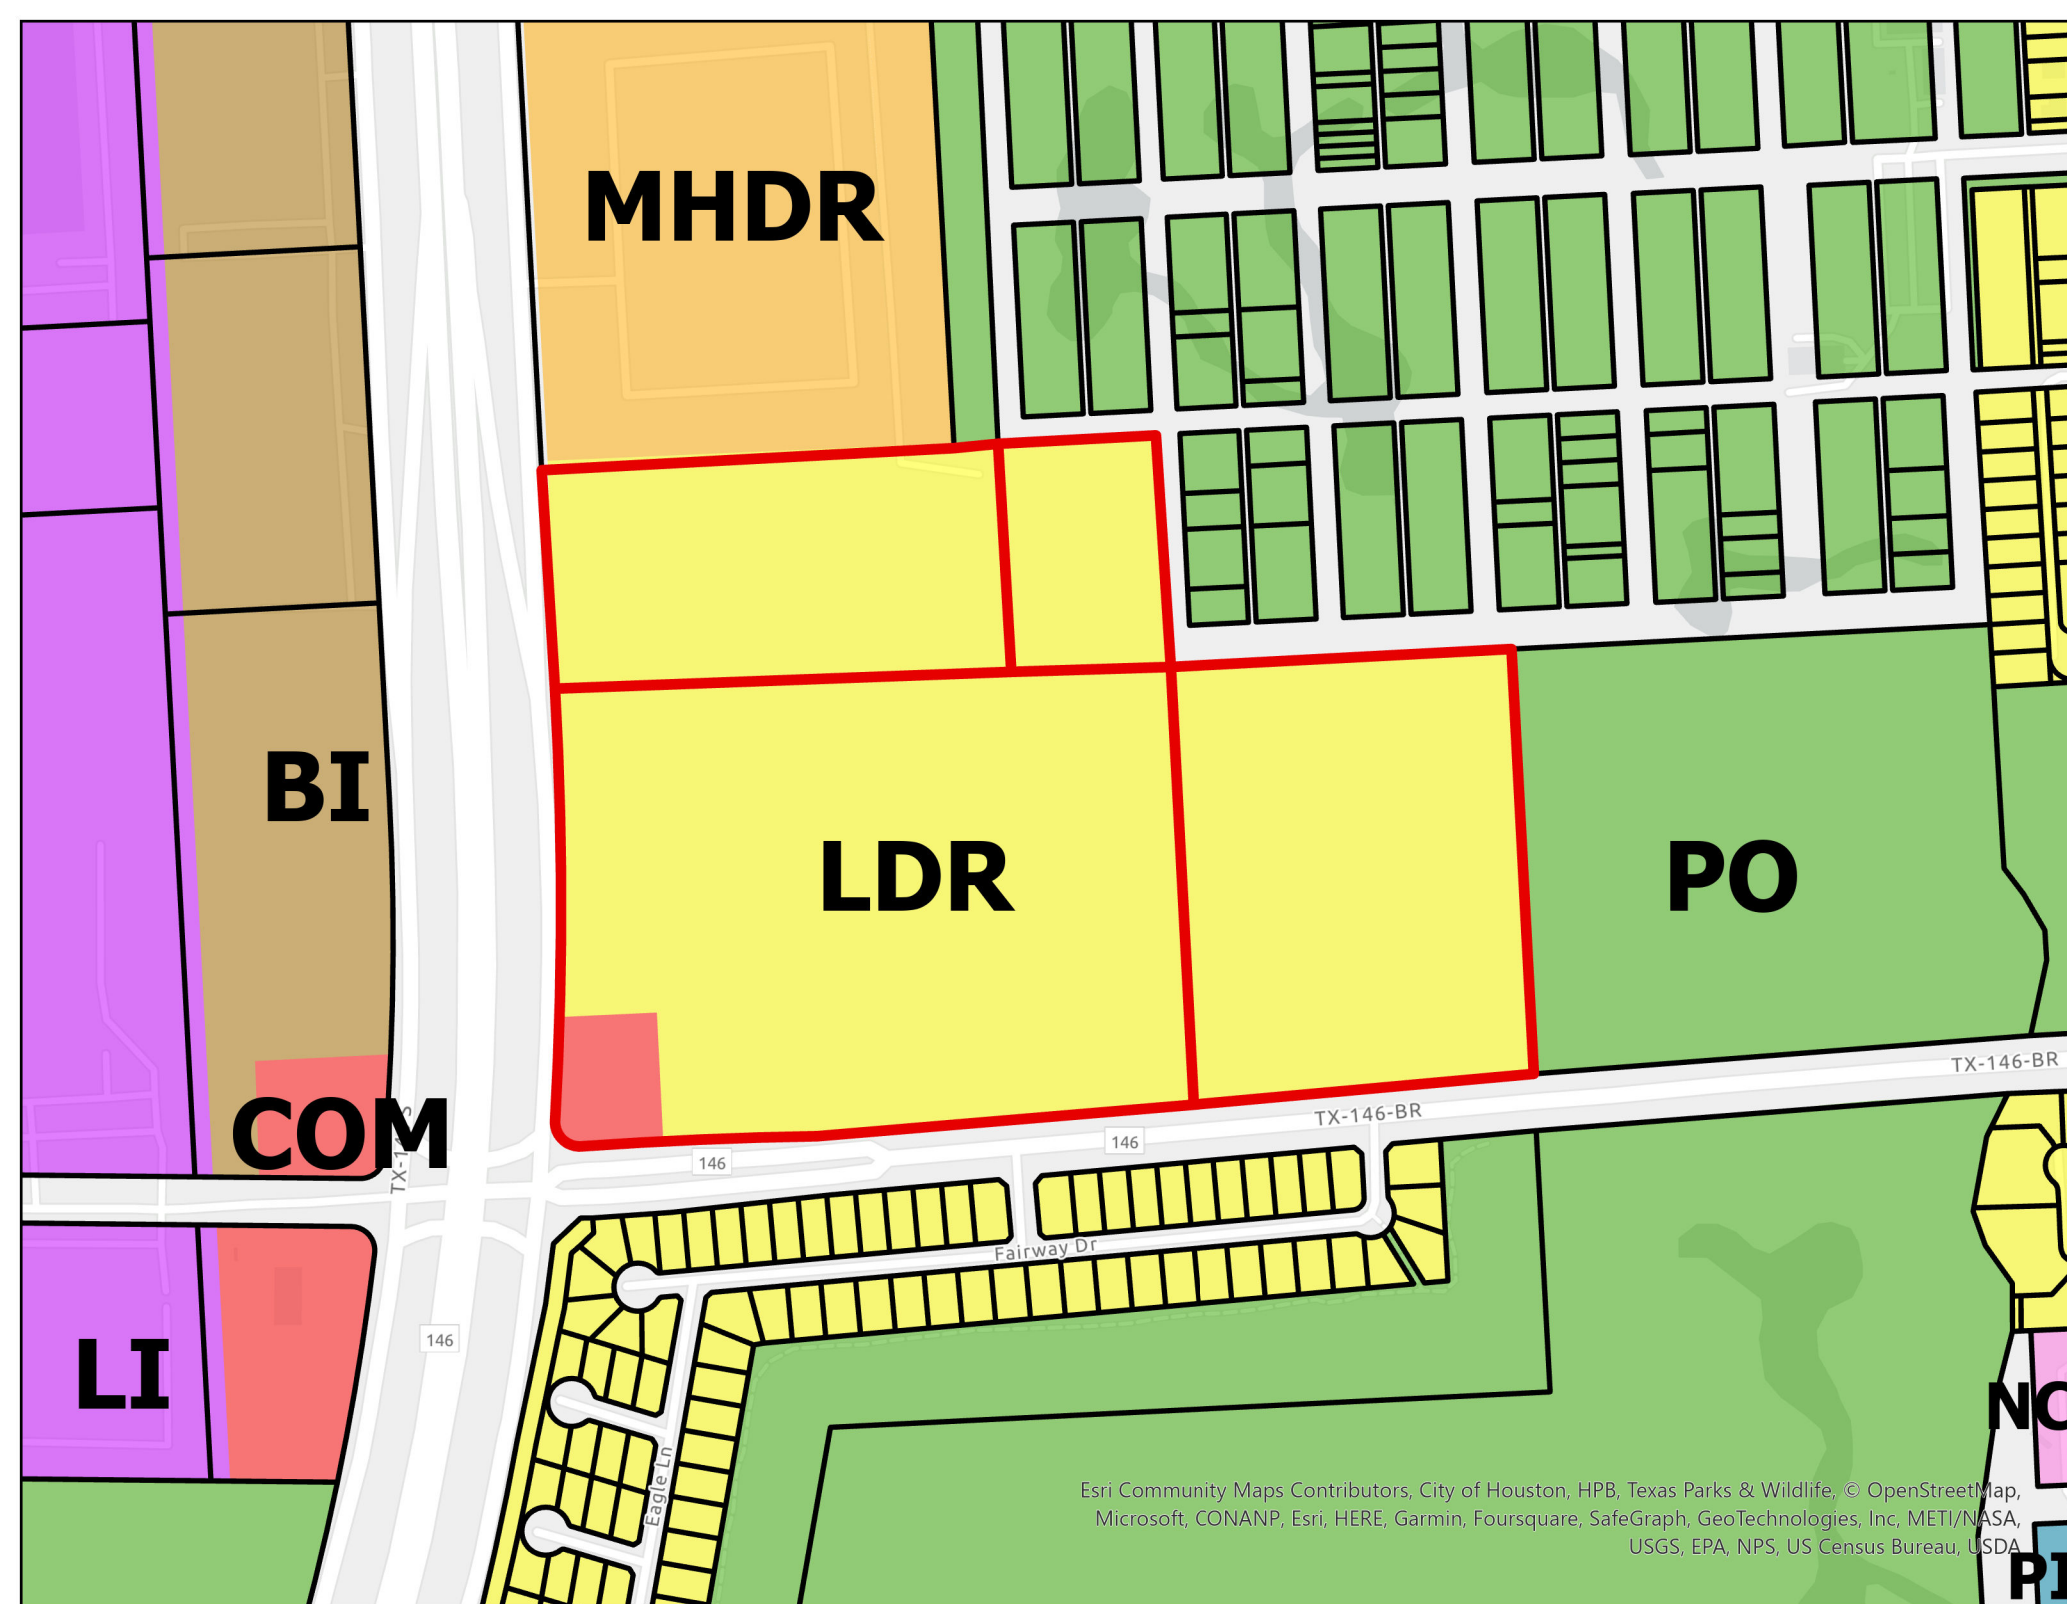 MHDR
BI
LDR
PO
TX-146-BR
COM
TX-146-BR
146
146
Fairway Dr
146
LI
Eagle Ln
NC
Esri Community Maps Contributors, City of Houston, HPB, Texas Parks & Wildlife, © OpenStreetMap,
Microsoft, CONANP, Esri, HERE, Garmin, Foursquare, SafeGraph, GeoTechnologies, Inc, METI/NASA,
USGS, EPA, NPS, US Census Bureau, USDA
PI